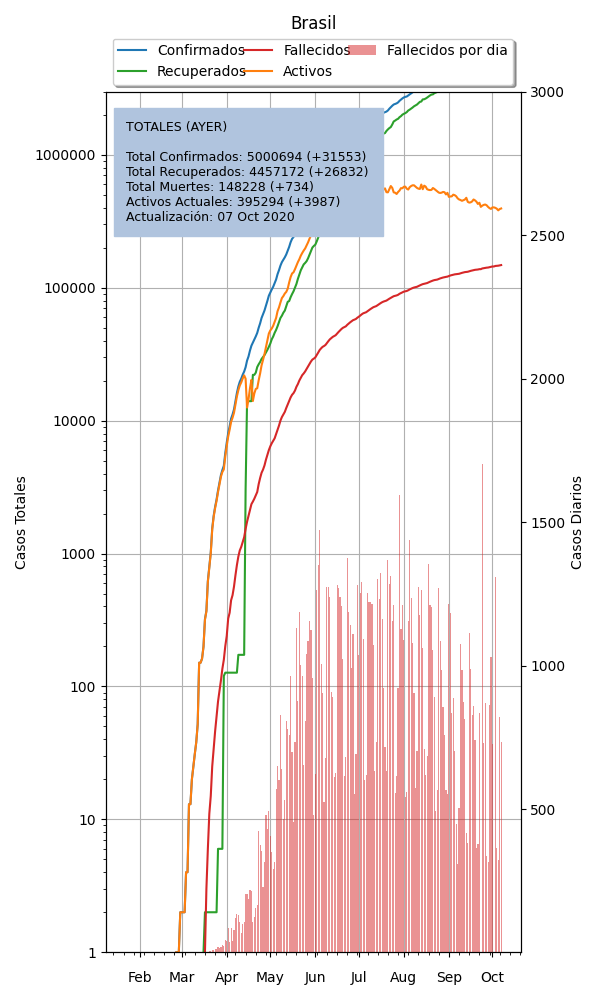 Brasil
Confirmados
Fallecidos
Fallecidos por dia
Recuperados
Activos
TOTALES (AYER)
Total Confirmados: 5000694 (+31553)
Total Recuperados: 4457172 (+26832)
Total Muertes: 148228 (+734)
Activos Actuales: 395294 (+3987)
Actualización: 07 Oct 2020
Casos Totales
1000000
100000
10000
1000
100
10
1
Casos Diarios
3000
2500
2000
1500
1000
500
Feb
Mar
Apr
May
Jun
Jul
Aug
Sep
Oct